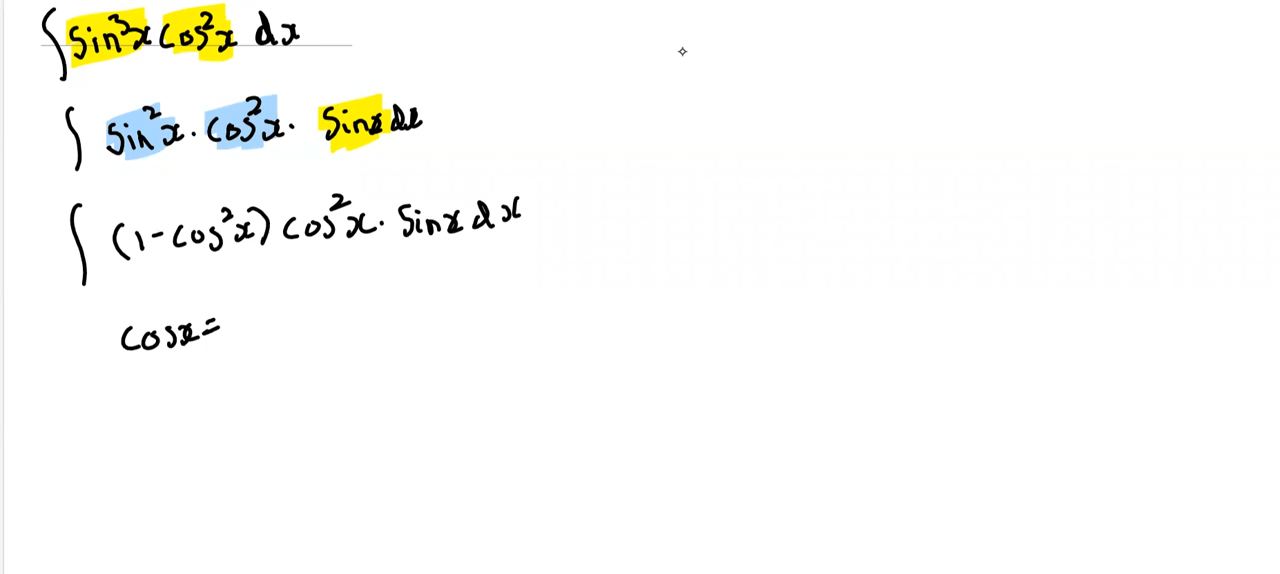 ∫ sin³x cos²x dx
∫ sin²x · cos²x · sinx dx
∫ (1 - cos²x) cos²x · sinx dx
cosx =